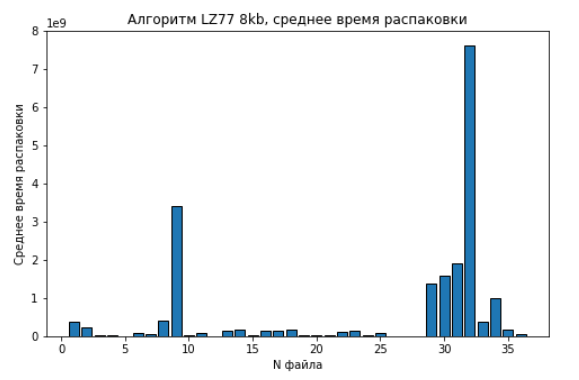 Алгоритм LZ77 8kb, среднее время распаковки
1e9
8
7
6
5
4
3
2
1
0
Среднее время распаковки
0 5 10 15 20 25 30 35
N файла